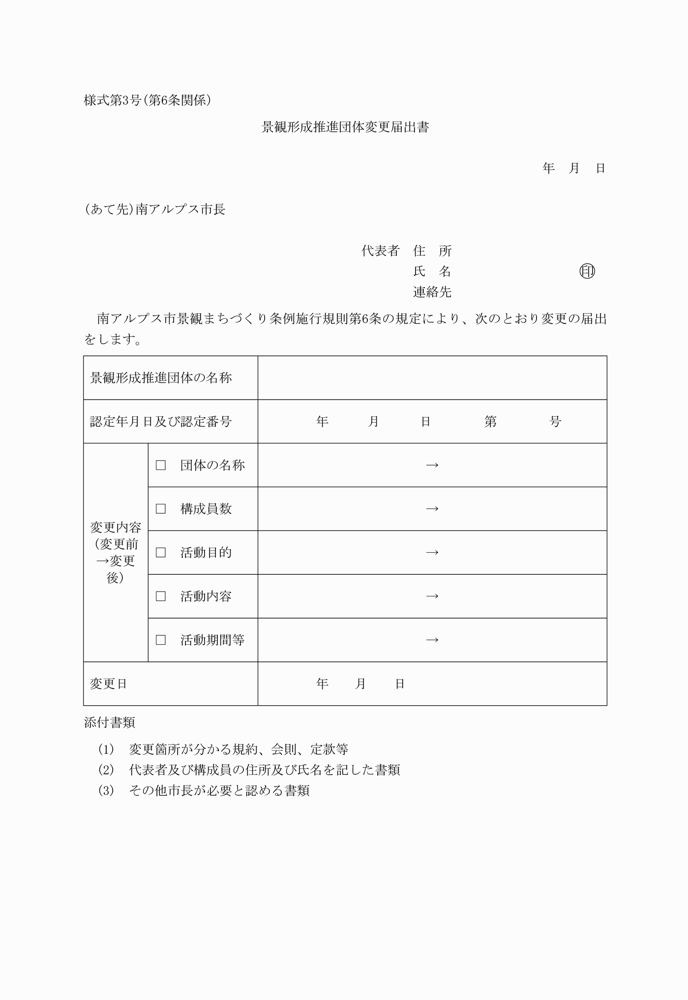 様式第3号(第6条関係)
景観形成推進団体変更届出書
年　月　日
(あて先)南アルプス市長
代表者　住　所
氏　名　㊞
連絡先
南アルプス市景観まちづくり条例施行規則第6条の規定により、次のとおり変更の届出
をします。
景観形成推進団体の名称
認定年月日及び認定番号　年　月　日　第　号
変更内容
(変更前
→変更
後)
□　団体の名称　→
□　構成員数　→
□　活動目的　→
□　活動内容　→
□　活動期間等　→
変更日　年　月　日
添付書類
(1)　変更箇所が分かる規約、会則、定款等
(2)　代表者及び構成員の住所及び氏名を記した書類
(3)　その他市長が必要と認める書類